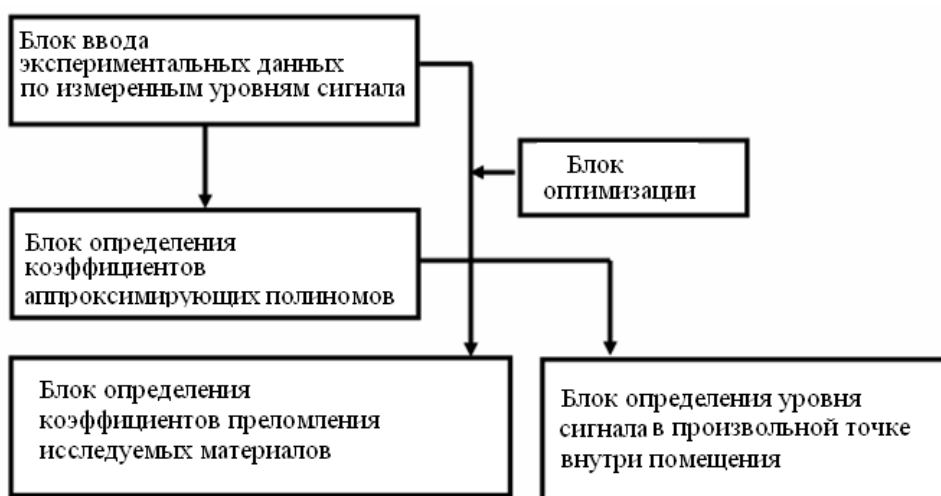 Блок ввода
экспериментальных данных
по измеренным уровням сигнала
Блок
оптимизации
Блок определения
коэффициентов
аппроксимирующих полиномов
Блок определения
коэффициентов преломления
исследуемых материалов
Блок определения уровня
сигнала в произвольной точке
внутри помещения